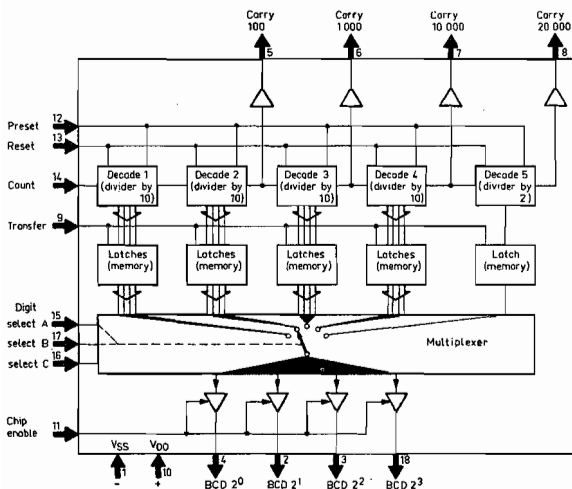 Carry 100
Carry 1 000
Carry 10 000
Carry 20 000
5
6
7
8
Preset 12
Reset 13
Count 14
Decade 1 (divider by 10)
Decade 2 (divider by 10)
Decade 3 (divider by 10)
Decade 4 (divider by 10)
Decade 5 (divider by 2)
Transfer 9
Latches (memory)
Latches (memory)
Latches (memory)
Latches (memory)
Latch (memory)
Digit
select A 15
select B 17
select C 16
Multiplexer
Chip enable 11
VSS
VDD
1
10
4
2
3
18
-
+
BCD 2⁰
BCD 2¹
BCD 2²
BCD 2³